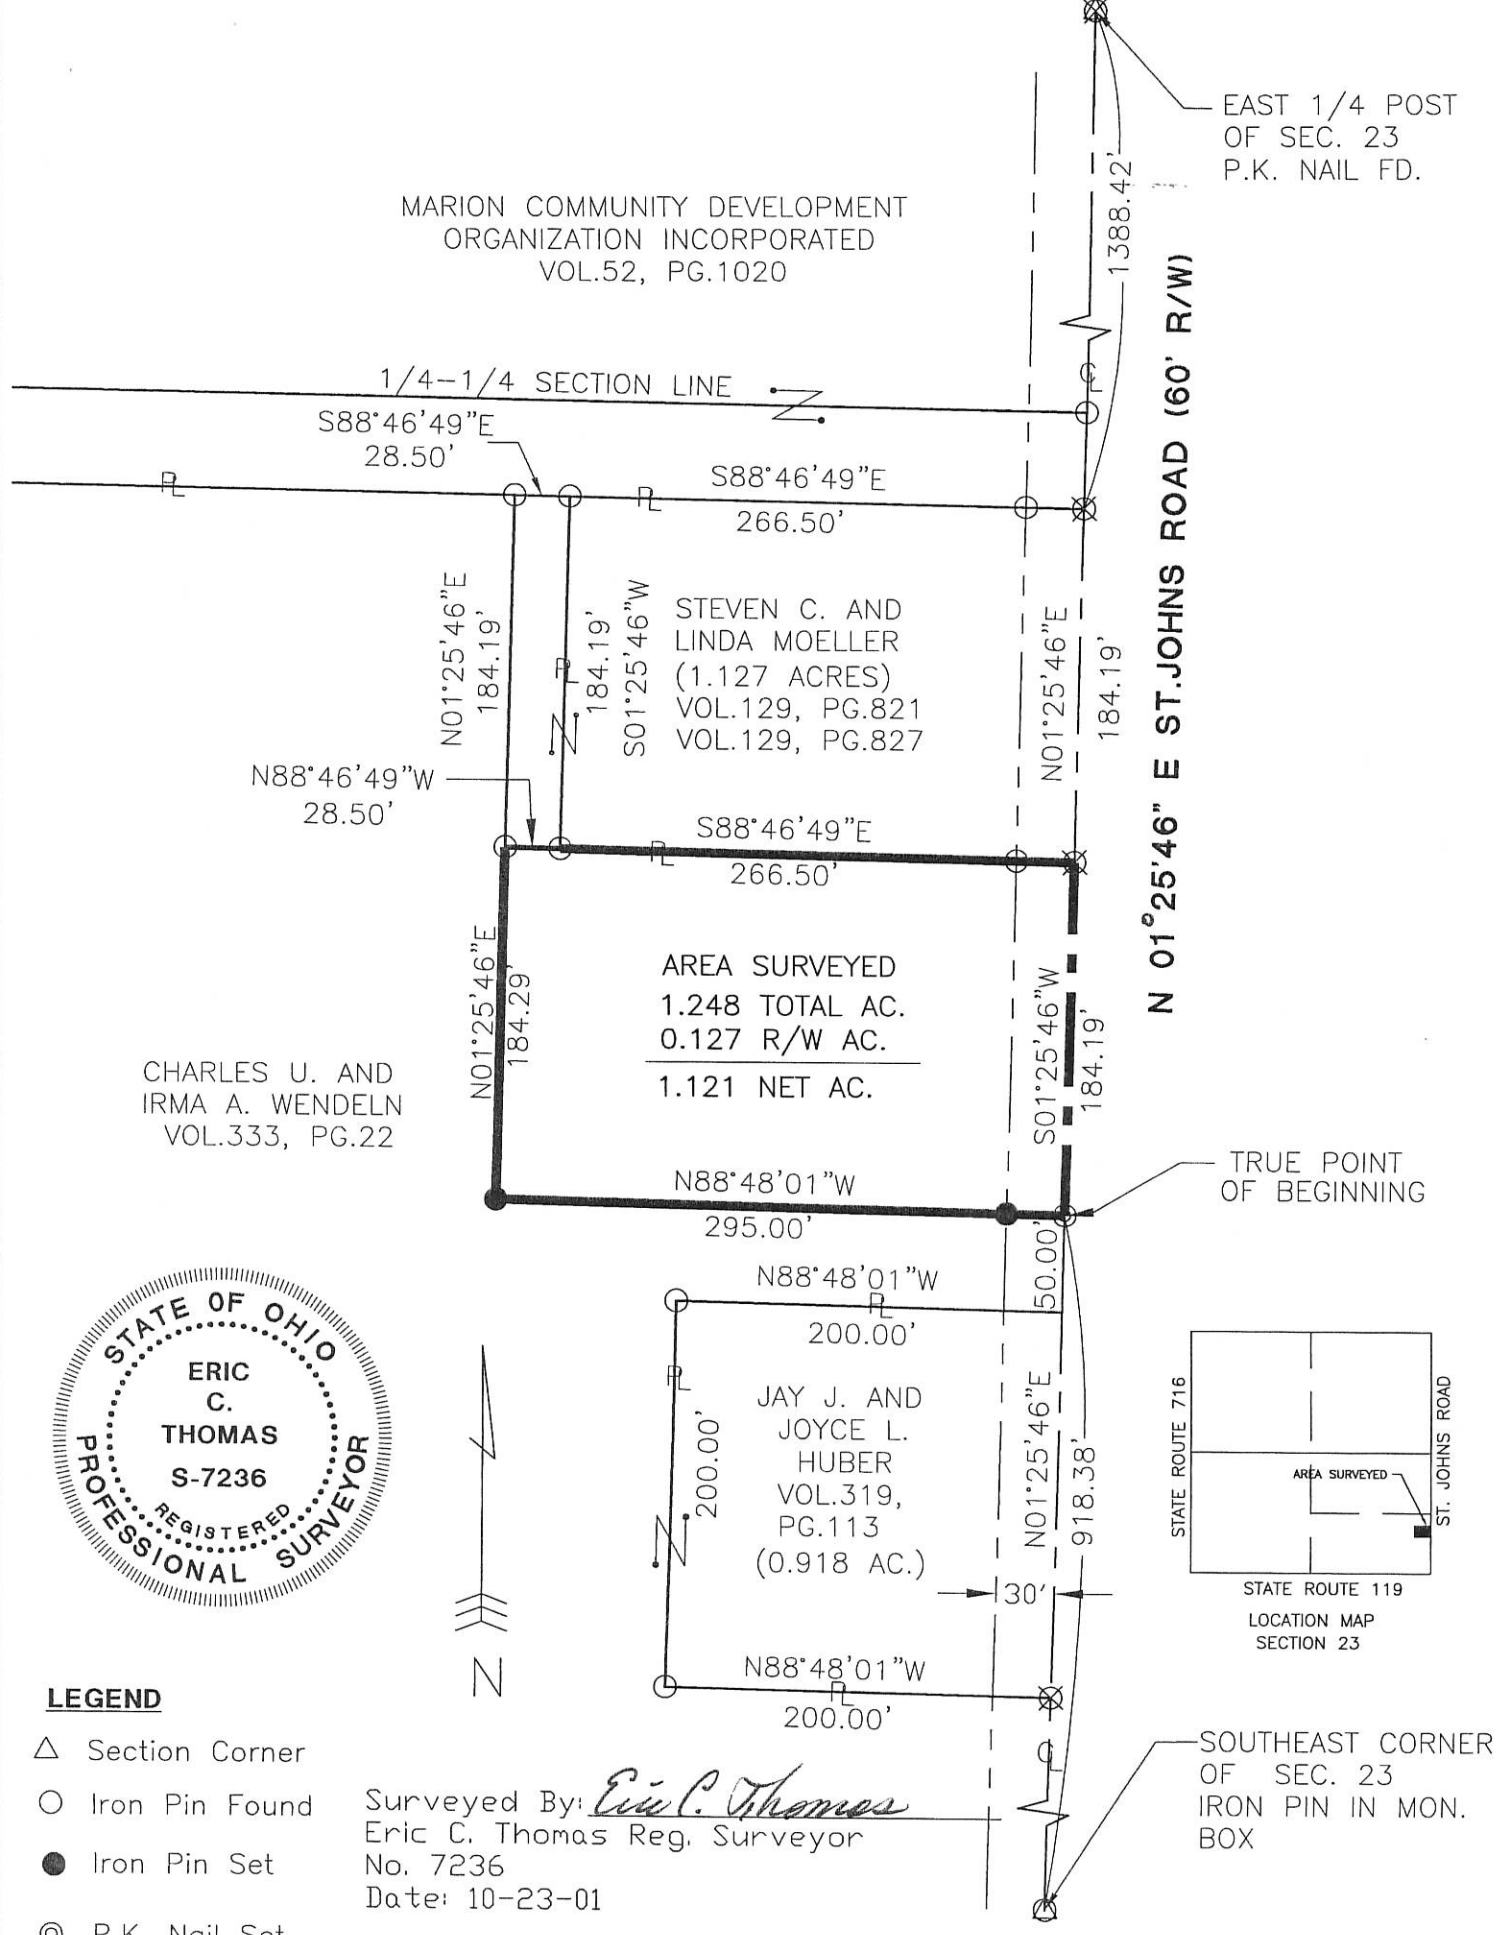 EAST 1/4 POST
OF SEC. 23
P.K. NAIL FD.
1388.42'
MARION COMMUNITY DEVELOPMENT
ORGANIZATION INCORPORATED
VOL.52, PG.1020
N 01°25'46" E ST.JOHNS ROAD (60' R/W)
1/4-1/4 SECTION LINE
S88°46'49"E
28.50'
S88°46'49"E
266.50'
N01°25'46"E
184.19'
184.19'
S01°25'46"W
STEVEN C. AND
LINDA MOELLER
(1.127 ACRES)
VOL.129, PG.821
VOL.129, PG.827
N01°25'46"E
184.19'
N88°46'49"W
28.50'
S88°46'49"E
266.50'
N01°25'46"E
184.29'
AREA SURVEYED
1.248 TOTAL AC.
0.127 R/W AC.
1.121 NET AC.
S01°25'46"W
184.19'
CHARLES U. AND
IRMA A. WENDELN
VOL.333, PG.22
TRUE POINT
OF BEGINNING
N88°48'01"W
295.00'
50.00'
N88°48'01"W
200.00'
200.00'
JAY J. AND
JOYCE L.
HUBER
VOL.319,
PG.113
(0.918 AC.)
N01°25'46"E
918.38'
30'
N88°48'01"W
200.00'
STATE OF OHIO
ERIC
C.
THOMAS
S-7236
REGISTERED
PROFESSIONAL SURVEYOR
N
STATE ROUTE 716
AREA SURVEYED
ST. JOHNS ROAD
STATE ROUTE 119
LOCATION MAP
SECTION 23
SOUTHEAST CORNER
OF SEC. 23
IRON PIN IN MON.
BOX
LEGEND
Section Corner
Iron Pin Found
Iron Pin Set
P.K. Nail Set
Surveyed By: Eric C. Thomas
Eric C. Thomas Reg. Surveyor
No. 7236
Date: 10-23-01